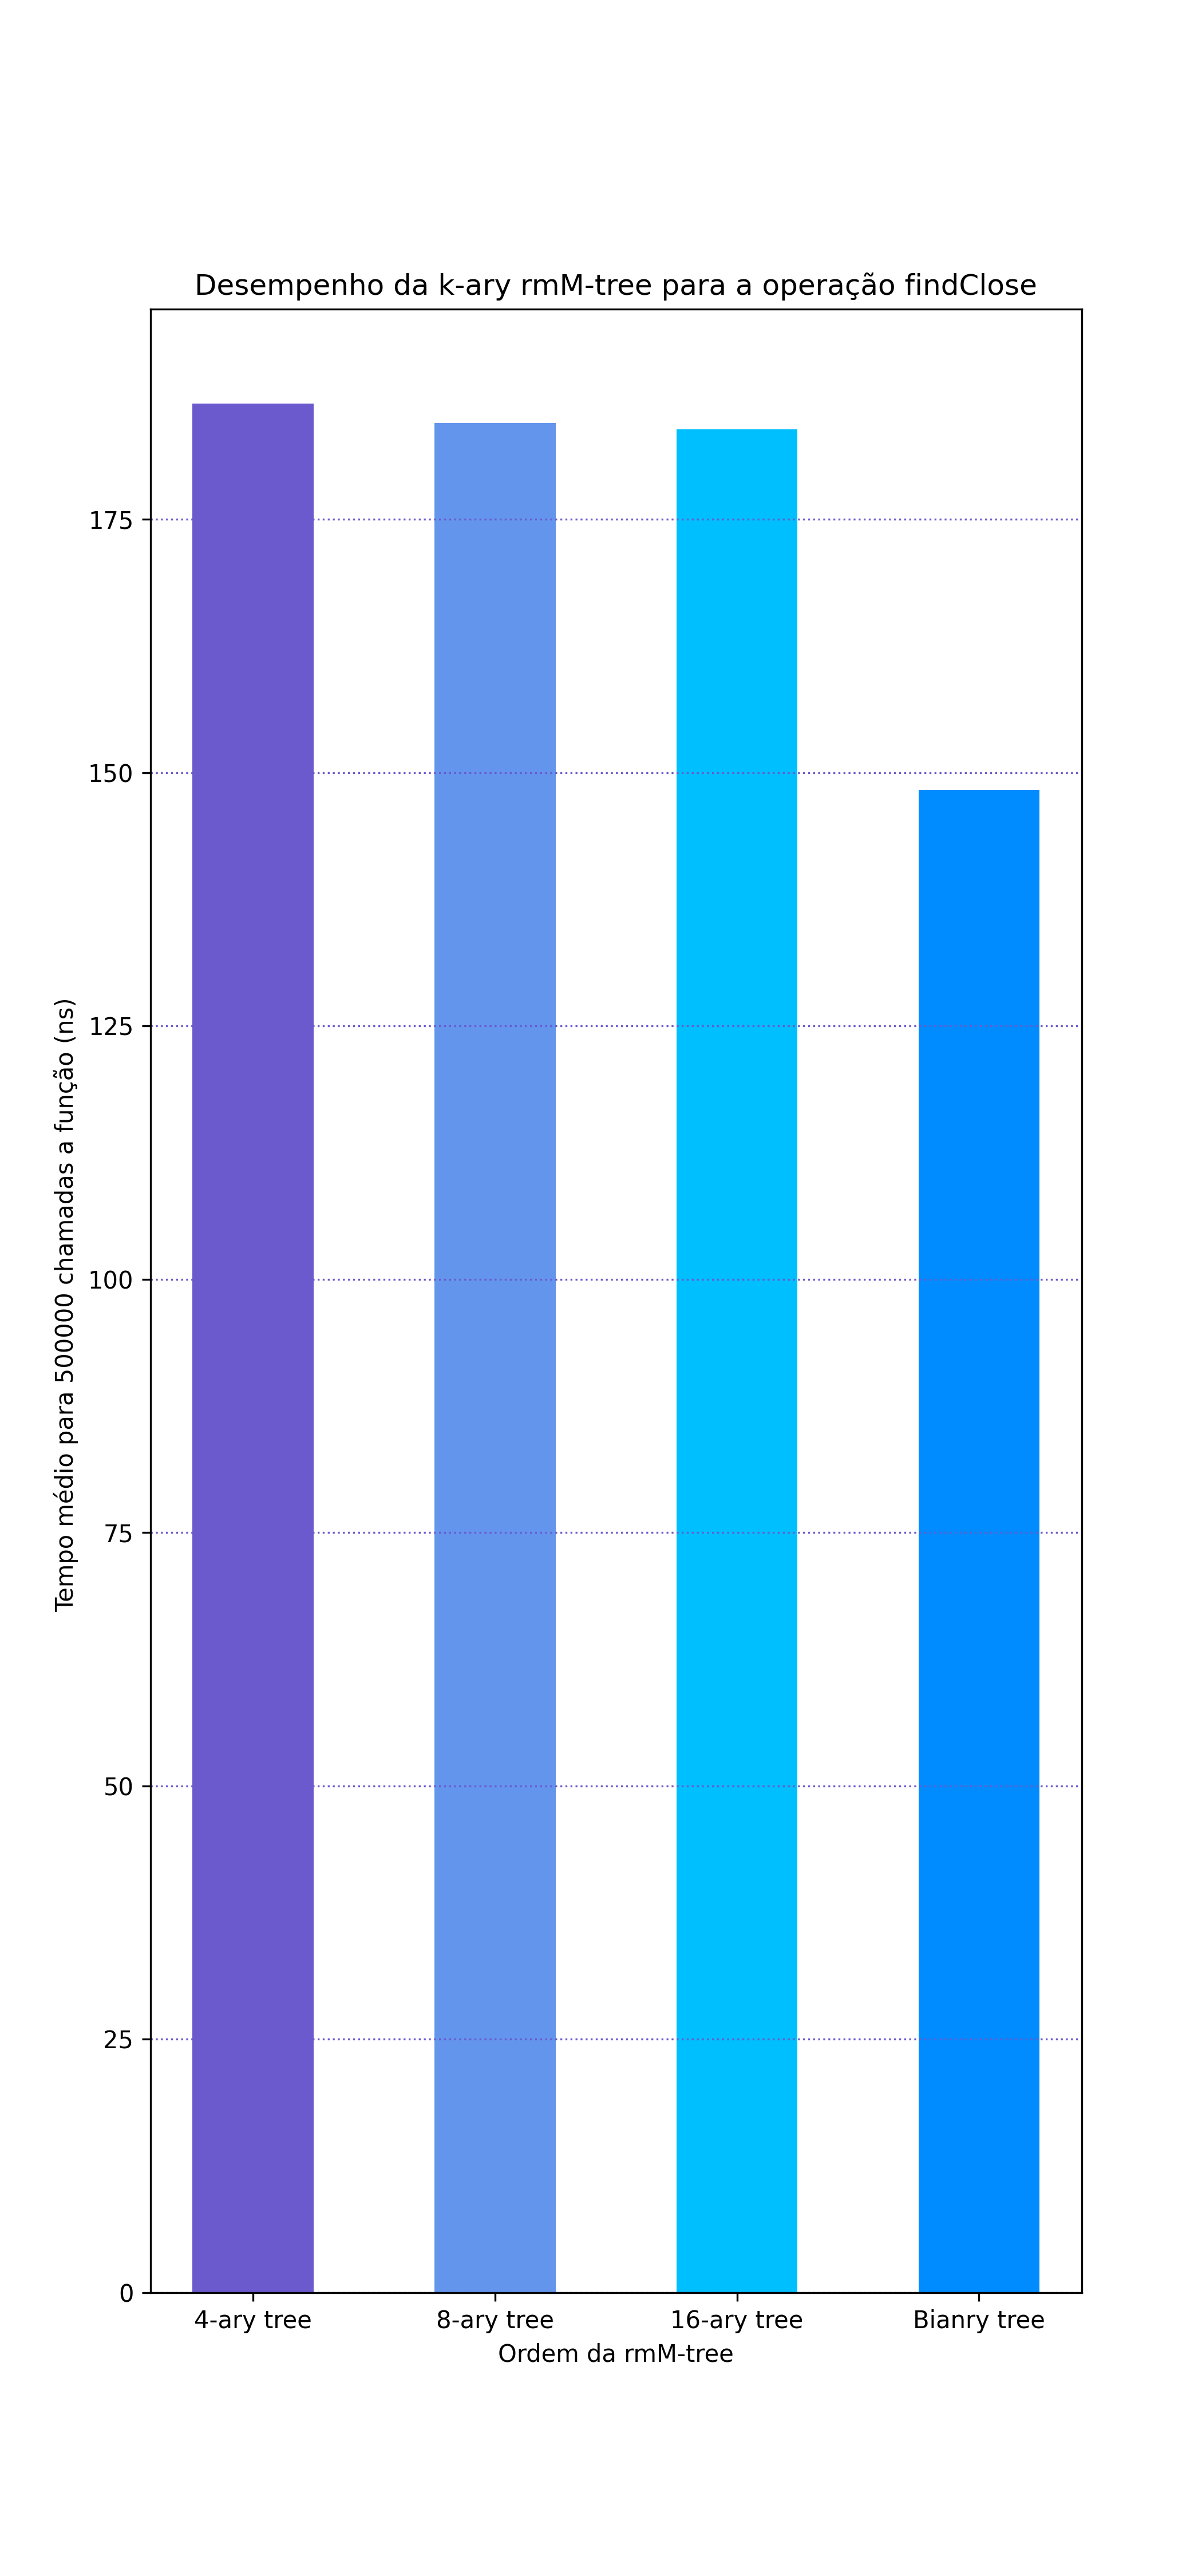 Desempenho da k-ary rmM-tree para a operação findClose
Tempo médio para 500000 chamadas a função (ns)
175
150
125
100
75
50
25
0
4-ary tree
8-ary tree
16-ary tree
Bianry tree
Ordem da rmM-tree